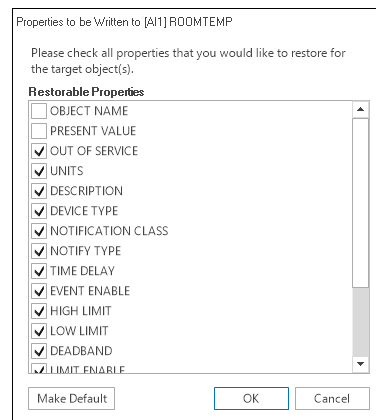 Properties to be Written to [AI1] ROOMTEMP
Please check all properties that you would like to restore for
the target object(s).
Restorable Properties
OBJECT NAME
PRESENT VALUE
OUT OF SERVICE
UNITS
DESCRIPTION
DEVICE TYPE
NOTIFICATION CLASS
NOTIFY TYPE
TIME DELAY
EVENT ENABLE
HIGH LIMIT
LOW LIMIT
DEADBAND
LIMIT ENABLE
Make Default OK Cancel